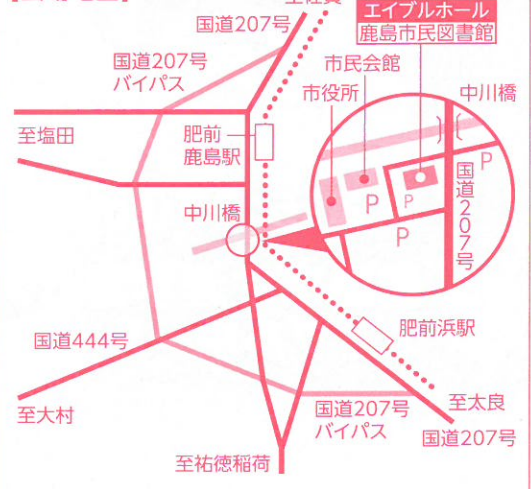 国道207号
エイブルホール
鹿島市民図書館
国道207号
バイパス
市民会館
市役所
中川橋
至塩田
肥前
鹿島駅
P
国道207号
P
P
P
中川橋
国道444号
肥前浜駅
至大村
至太良
国道207号
バイパス
国道207号
至祐徳稲荷